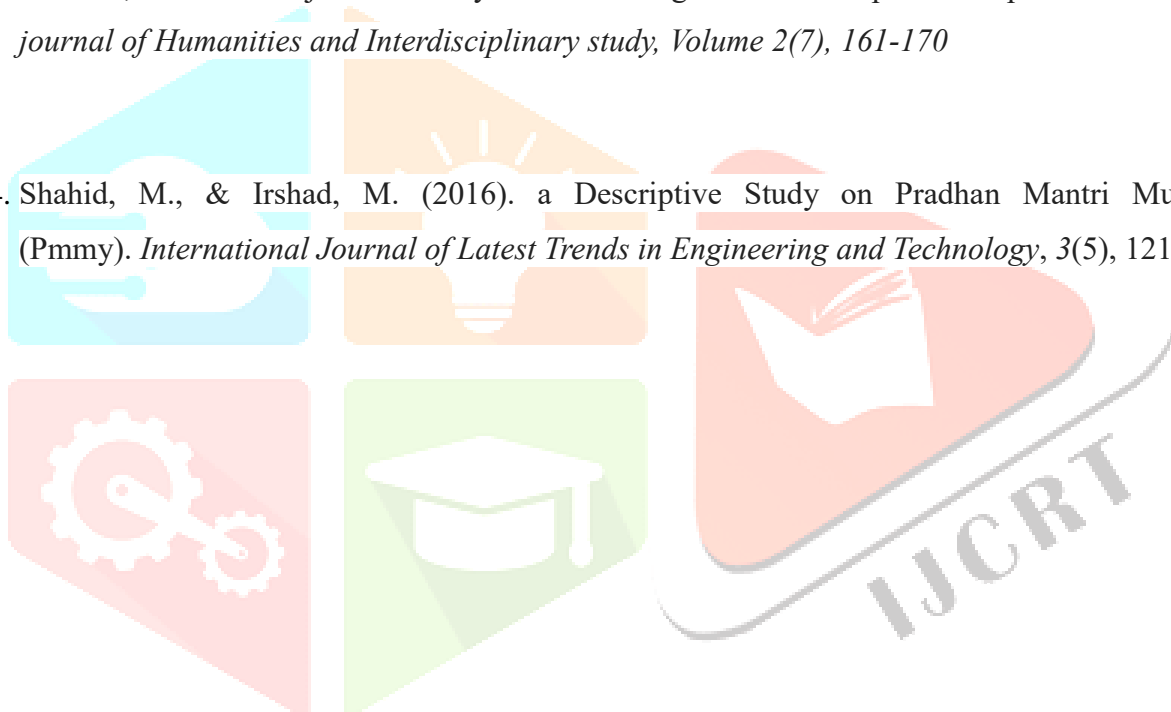 journal of Humanities and Interdisciplinary study, Volume 2(7), 161-170
. Shahid, M., & Irshad, M. (2016). a Descriptive Study on Pradhan Mantri Mu
(Pmmy). International Journal of Latest Trends in Engineering and Technology, 3(5), 121
IJCRT